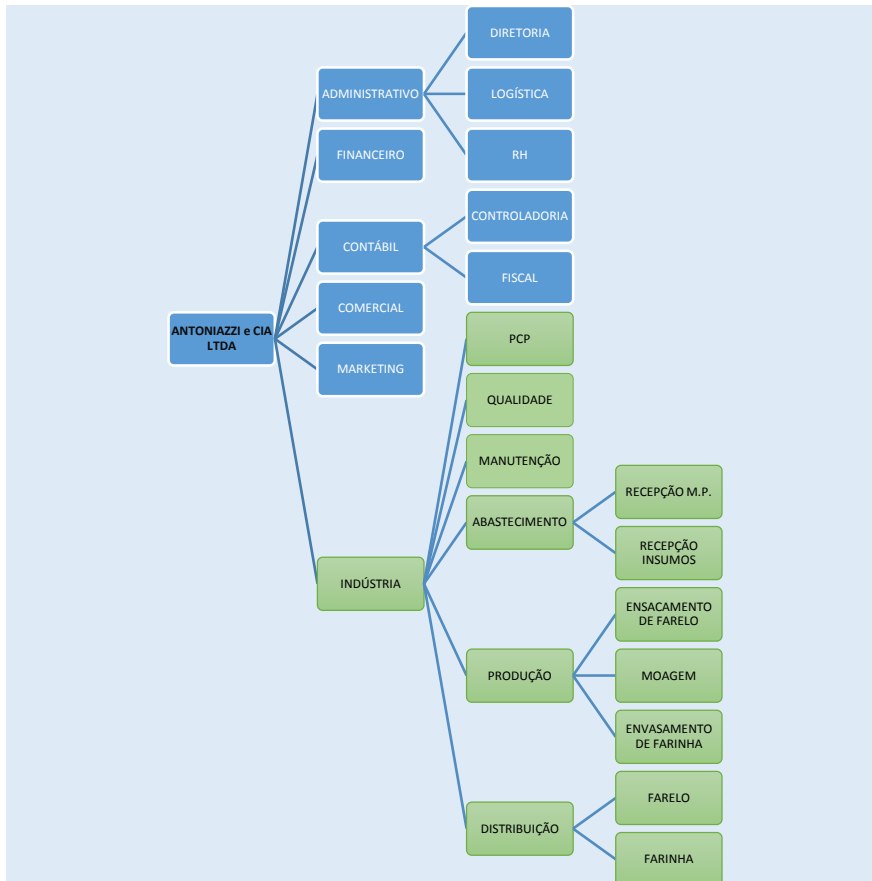 DIRETORIA
ADMINISTRATIVO
LOGÍSTICA
RH
FINANCEIRO
CONTROLADORIA
CONTÁBIL
FISCAL
COMERCIAL
ANTONIAZZI e CIA
LTDA
MARKETING
PCP
QUALIDADE
MANUTENÇÃO
ABASTECIMENTO
RECEPÇÃO M.P.
RECEPÇÃO
INSUMOS
INDÚSTRIA
ENSACAMENTO
DE FARELO
PRODUÇÃO
MOAGEM
ENVASAMENTO
DE FARINHA
DISTRIBUIÇÃO
FARELO
FARINHA